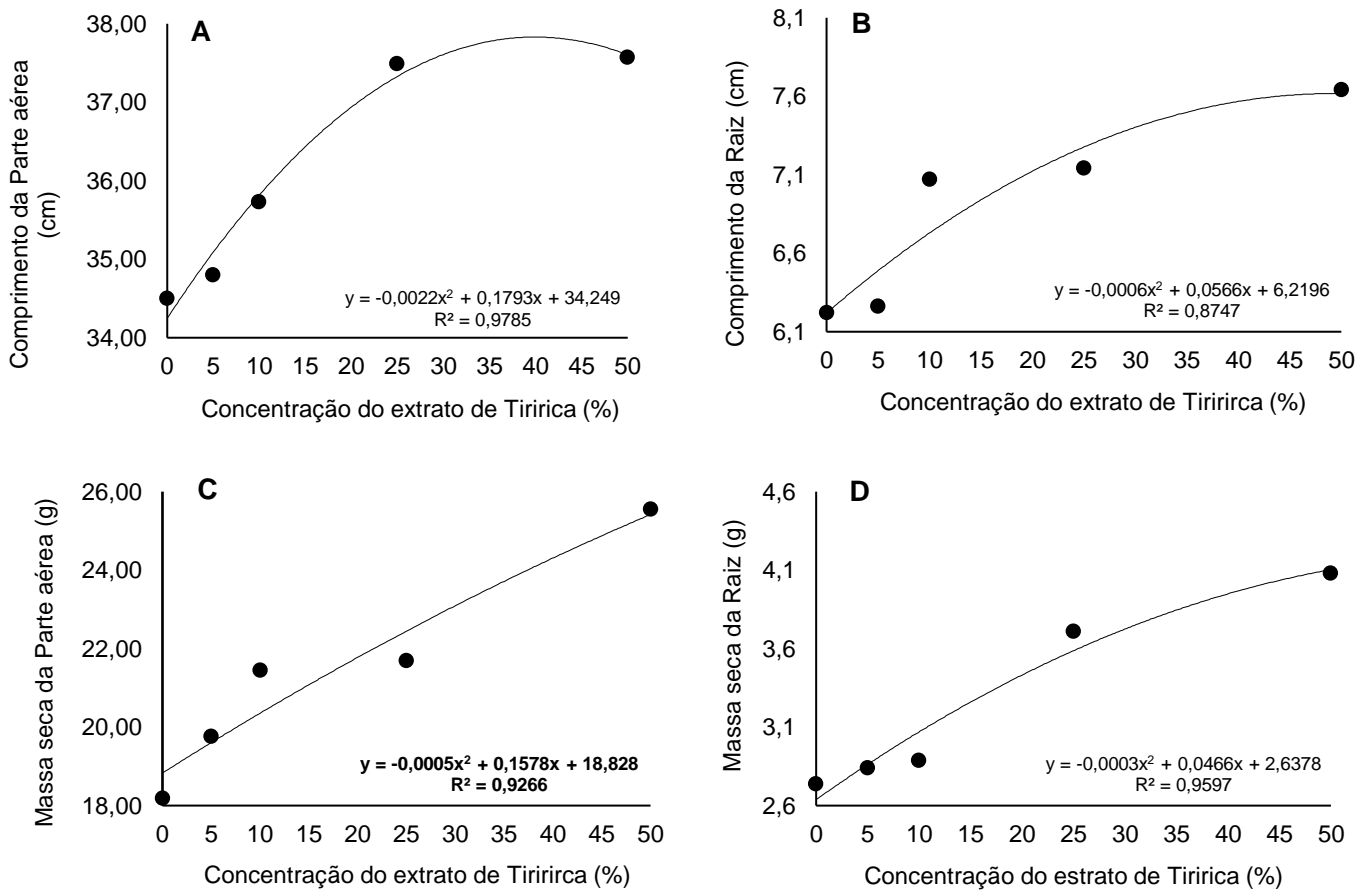 A
Comprimento da Parte aérea
(cm)
38,00
37,00
36,00
35,00
34,00
y = -0,0022x² + 0,1793x + 34,249
R² = 0,9785
0 5 10 15 20 25 30 35 40 45 50
Concentração do extrato de Tiririrca (%)
B
Comprimento da Raiz (cm)
8,1
7,6
7,1
6,6
6,1
y = -0,0006x² + 0,0566x + 6,2196
R² = 0,8747
0 5 10 15 20 25 30 35 40 45 50
Concentração do extrato de Tiririrca (%)
C
Massa seca da Parte aérea (g)
26,00
24,00
22,00
20,00
18,00
y = -0,0005x² + 0,1578x + 18,828
R² = 0,9266
0 5 10 15 20 25 30 35 40 45 50
Concentração do extrato de Tiririrca (%)
D
Massa seca da Raiz (g)
4,6
4,1
3,6
3,1
2,6
y = -0,0003x² + 0,0466x + 2,6378
R² = 0,9597
0 5 10 15 20 25 30 35 40 45 50
Concentração do estrato de Tiririrca (%)